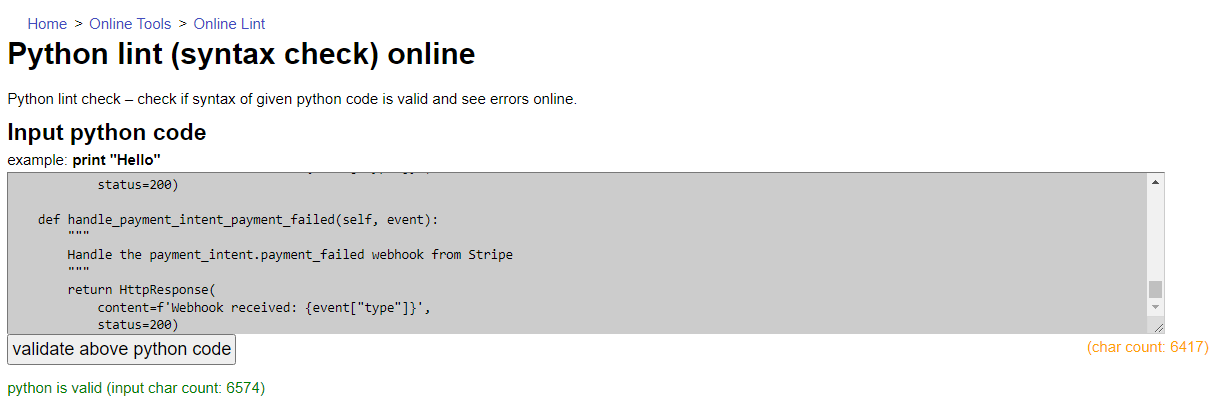 Home > Online Tools > Online Lint
Python lint (syntax check) online
Python lint check – check if syntax of given python code is valid and see errors online.
Input python code
example: print "Hello"
status=200)
def handle_payment_intent_payment_failed(self, event):
"""
Handle the payment_intent.payment_failed webhook from Stripe
"""
return HttpResponse(
content=f'Webhook received: {event["type"]}',
status=200)
validate above python code
(char count: 6417)
python is valid (input char count: 6574)